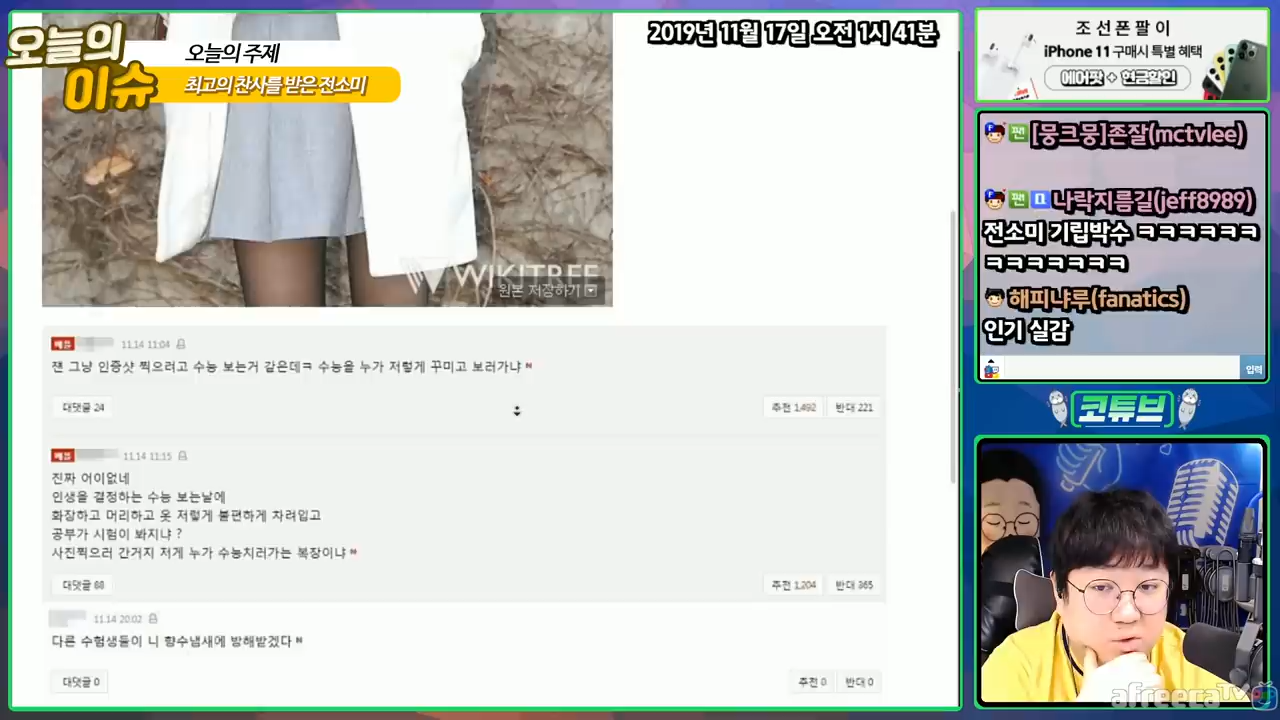 오늘의
이슈
오늘의 주제
최고의 찬사를 받은 전소미
2019년 11월 17일 오전 1시 41분
WIKITREE
원본 저장하기
베플
11.14 11:04
쟨 그냥 인증샷 찍으러고 수능 보는거 같은데ㅋ 수능을 누가 저렇게 꾸미고 보러가냐 N
대댓글 24
추천 1,492
반대 221
베플
11.14 11:15
진짜 어이없네
인생을 결정하는 수능 보는날에
화장하고 머리하고 옷 저렇게 불편하게 차려입고
공부가 시험이 봐지냐 ?
사진찍으러 간거지 저게 누가 수능치러가는 복장이냐 N
대댓글 68
추천 1,204
반대 365
11.14 20:02
다른 수험생들이 니 향수냄새에 방해받겠다 N
대댓글 0
추천 0
반대 0
조선폰팔이
iPhone 11 구매시 특별 혜택
에어팟 + 현금할인
[뭉크뭉]존잘(mctvlee)
나락지름길(jeff8989)
전소미 기립박수 ㅋㅋㅋㅋㅋㅋ
ㅋㅋㅋㅋㅋㅋㅋ
해피냐루(fanatics)
인기 실감
입력
코튜브
afreecaTV